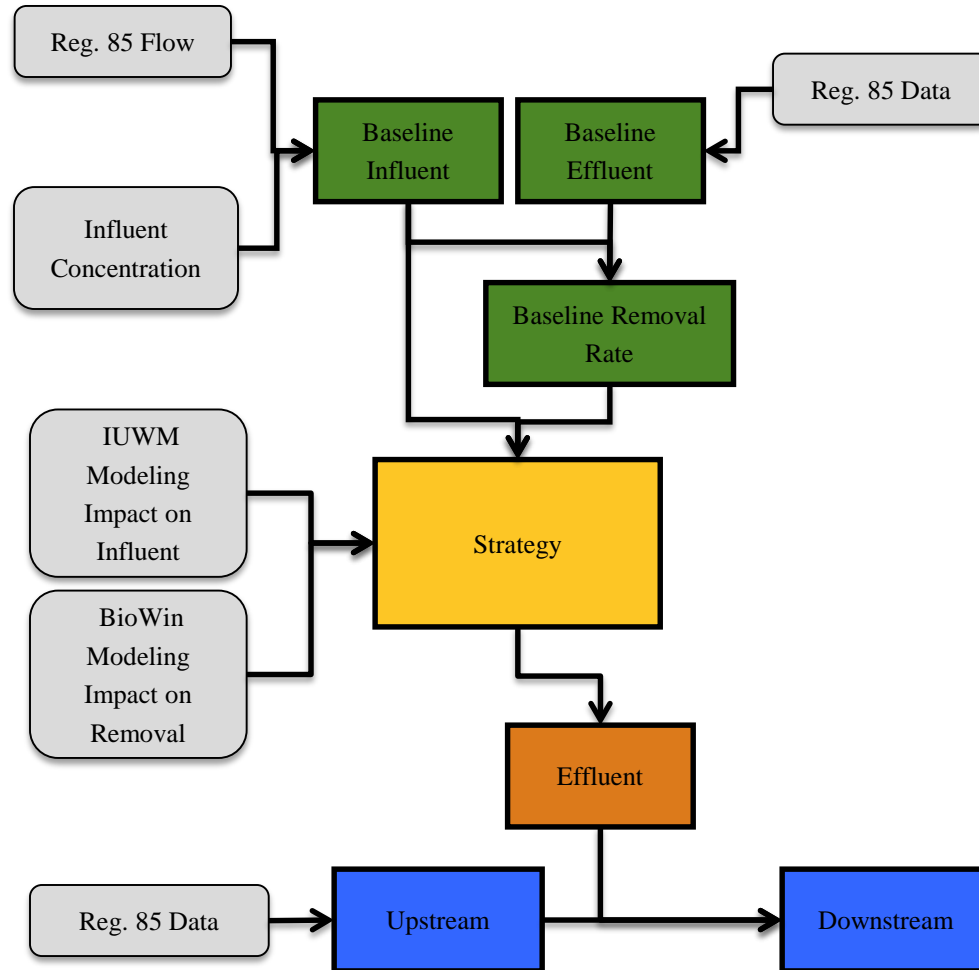 Reg. 85 Flow
Reg. 85 Data
Baseline
Influent
Baseline
Effluent
Influent
Concentration
Baseline Removal
Rate
IUWM
Modeling
Impact on
Influent
Strategy
BioWin
Modeling
Impact on
Removal
Effluent
Reg. 85 Data
Upstream
Downstream